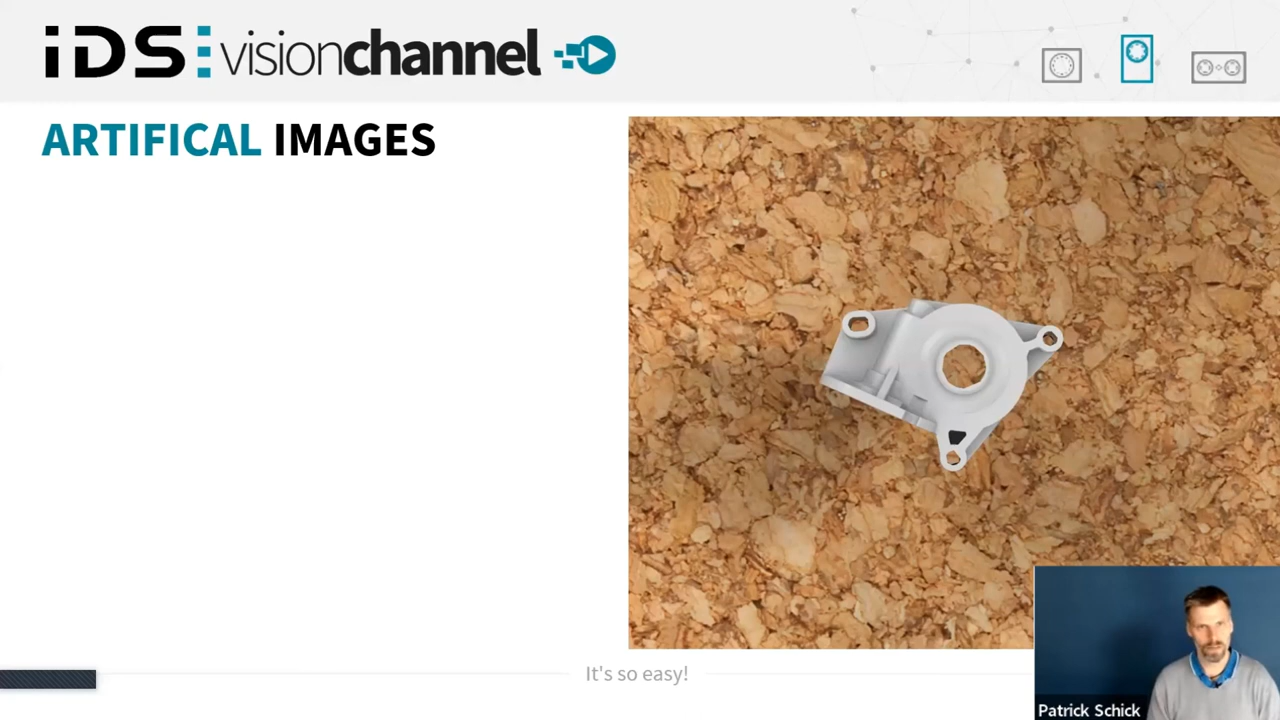 iDS visionchannel
ARTIFICAL IMAGES
It's so easy!
Patrick Schick